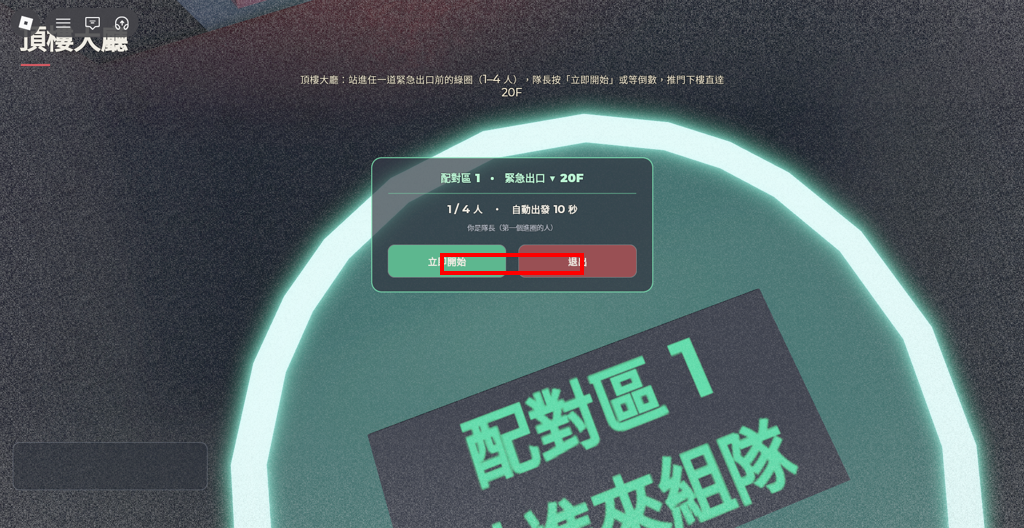 頂樓大廳
頂樓大廳：站進任一道緊急出口前的綠圈（1–4 人），隊長按「立即開始」或等倒數，推門下樓直達
20F
配對區 1 • 緊急出口 ▼ 20F
1 / 4 人 • 自動出發 10 秒
你是隊長（第一個進圈的人）
立即開始 退出
配對區 1
進來組隊